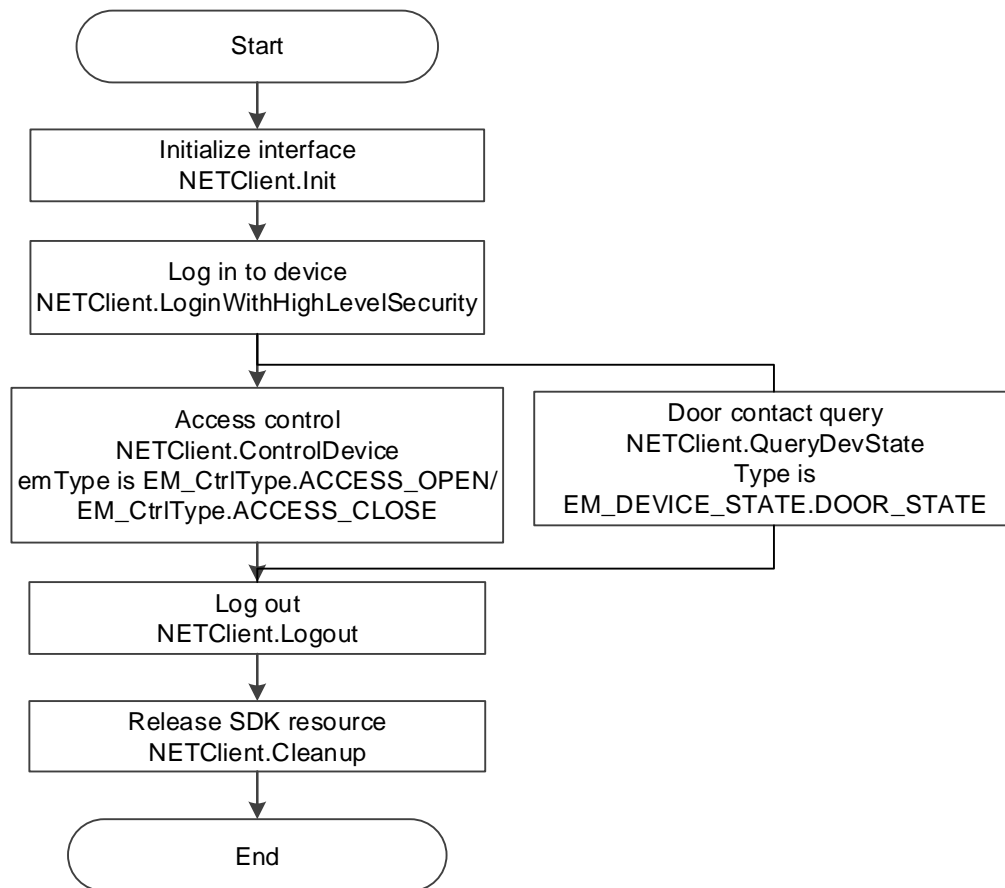 Start
Initialize interface
NETClient.Init
Log in to device
NETClient.LoginWithHighLevelSecurity
Access control
NETClient.ControlDevice
emType is EM_CtrlType.ACCESS_OPEN/
EM_CtrlType.ACCESS_CLOSE
Door contact query
NETClient.QueryDevState
Type is
EM_DEVICE_STATE.DOOR_STATE
Log out
NETClient.Logout
Release SDK resource
NETClient.Cleanup
End